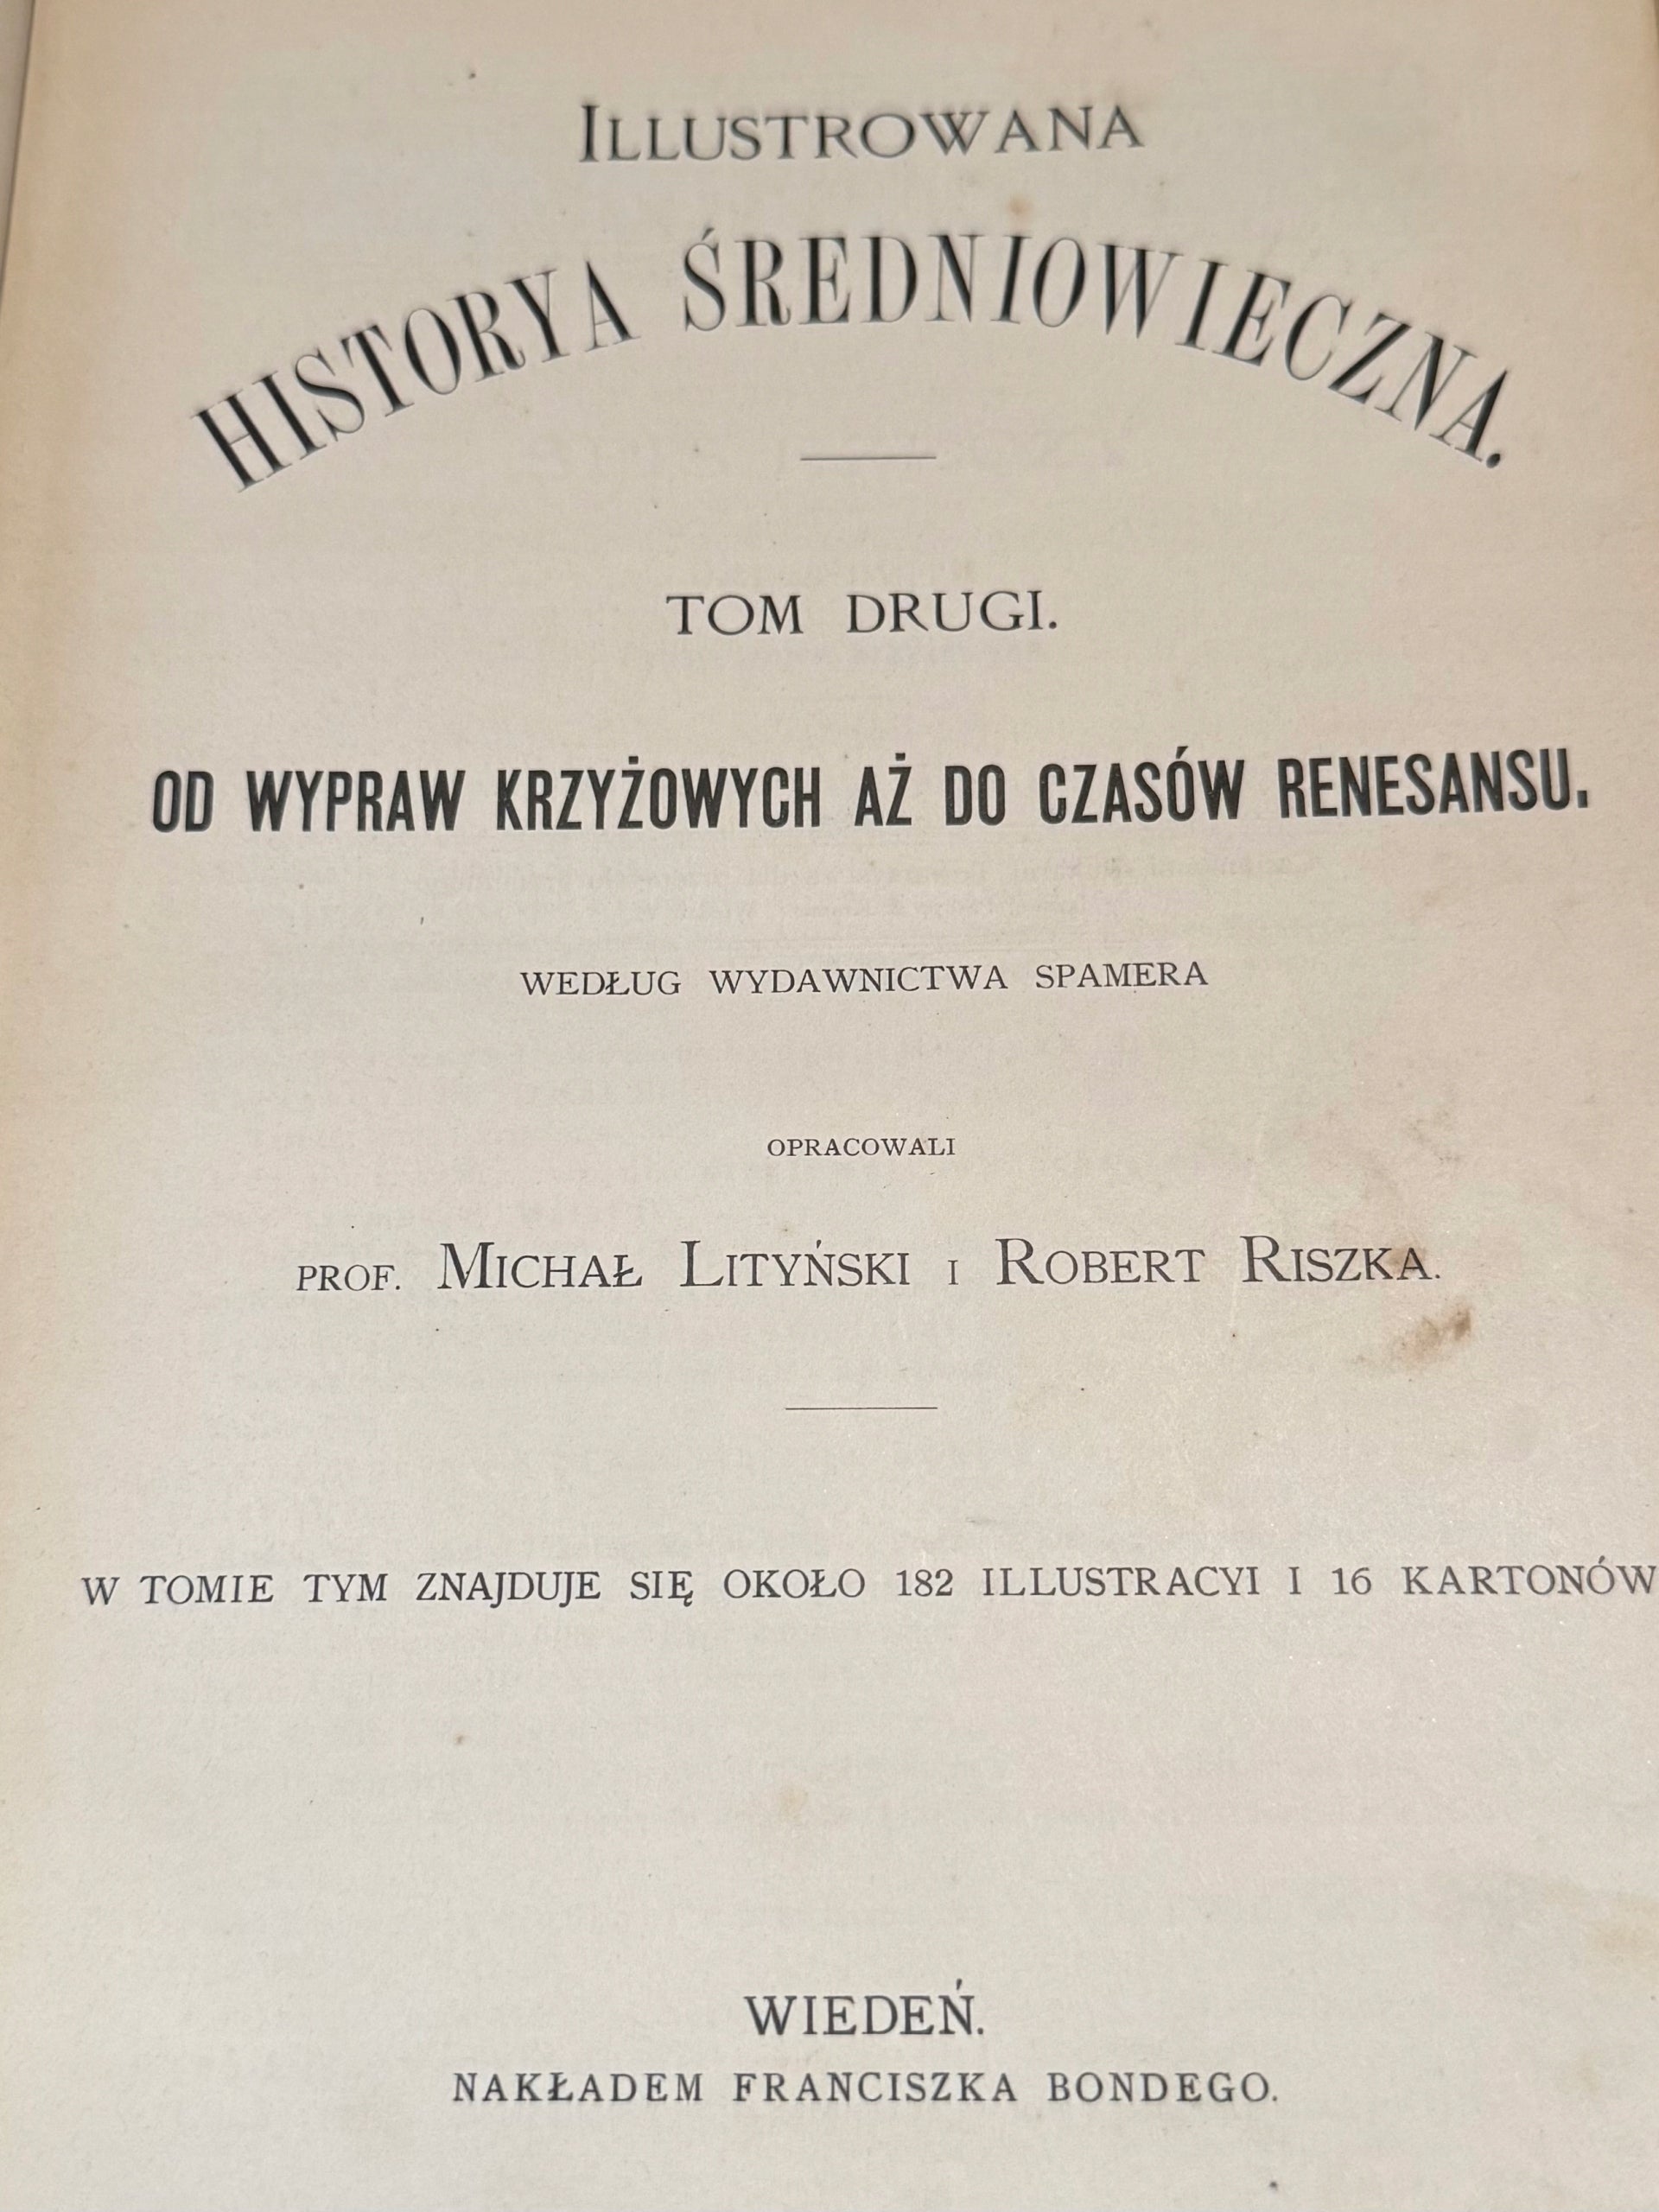 ILLUSTROWANA
HISTORYA ŚREDNIOWIECZNA.
TOM DRUGI.
OD WYPRAW KRZYŻOWYCH AŻ DO CZASÓW RENESANSU.
WEDŁUG WYDAWNICTWA SPAMERA
OPRACOWALI
PROF. MICHAŁ LITYŃSKI I ROBERT RISZKA.
W TOMIE TYM ZNAJDUJE SIĘ OKOŁO 182 ILLUSTRACYI I 16 KARTONÓW
WIEDEŃ.
NAKŁADEM FRANCISZKA BONDEGO.